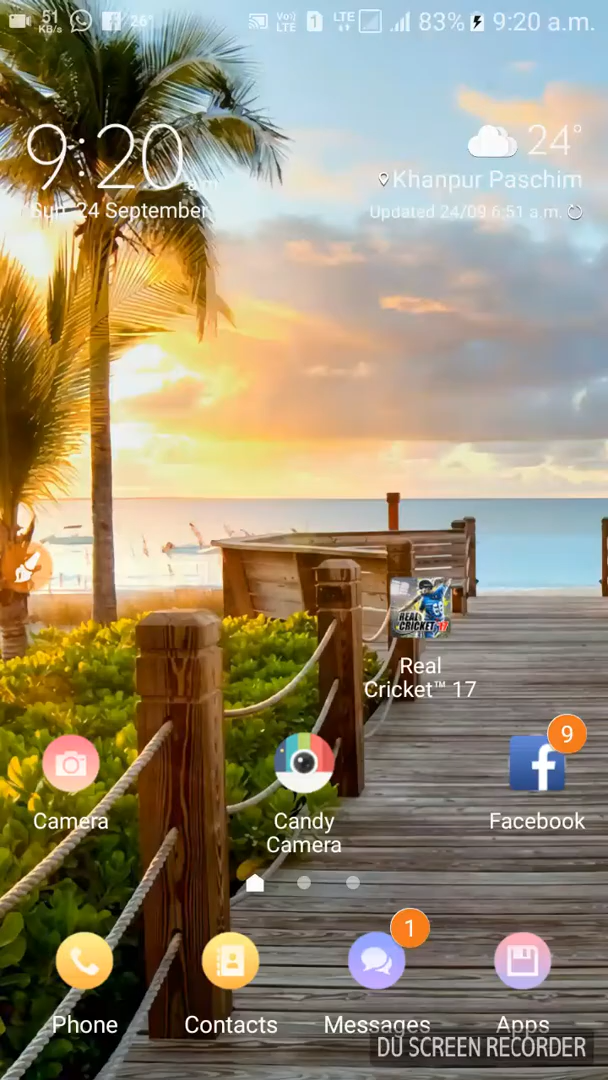 51 KB/s 26° VoJ) LTE 1 LTE 83% 9:20 a.m.
9:20 am
Sun, 24 September
24°
Khanpur Paschim
Updated 24/09 6:51 a.m.
REAL CRICKET 17
Real
Cricket™ 17
9
Camera
Candy
Camera
Facebook
1
Phone
Contacts
Messages
Apps
DU SCREEN RECORDER